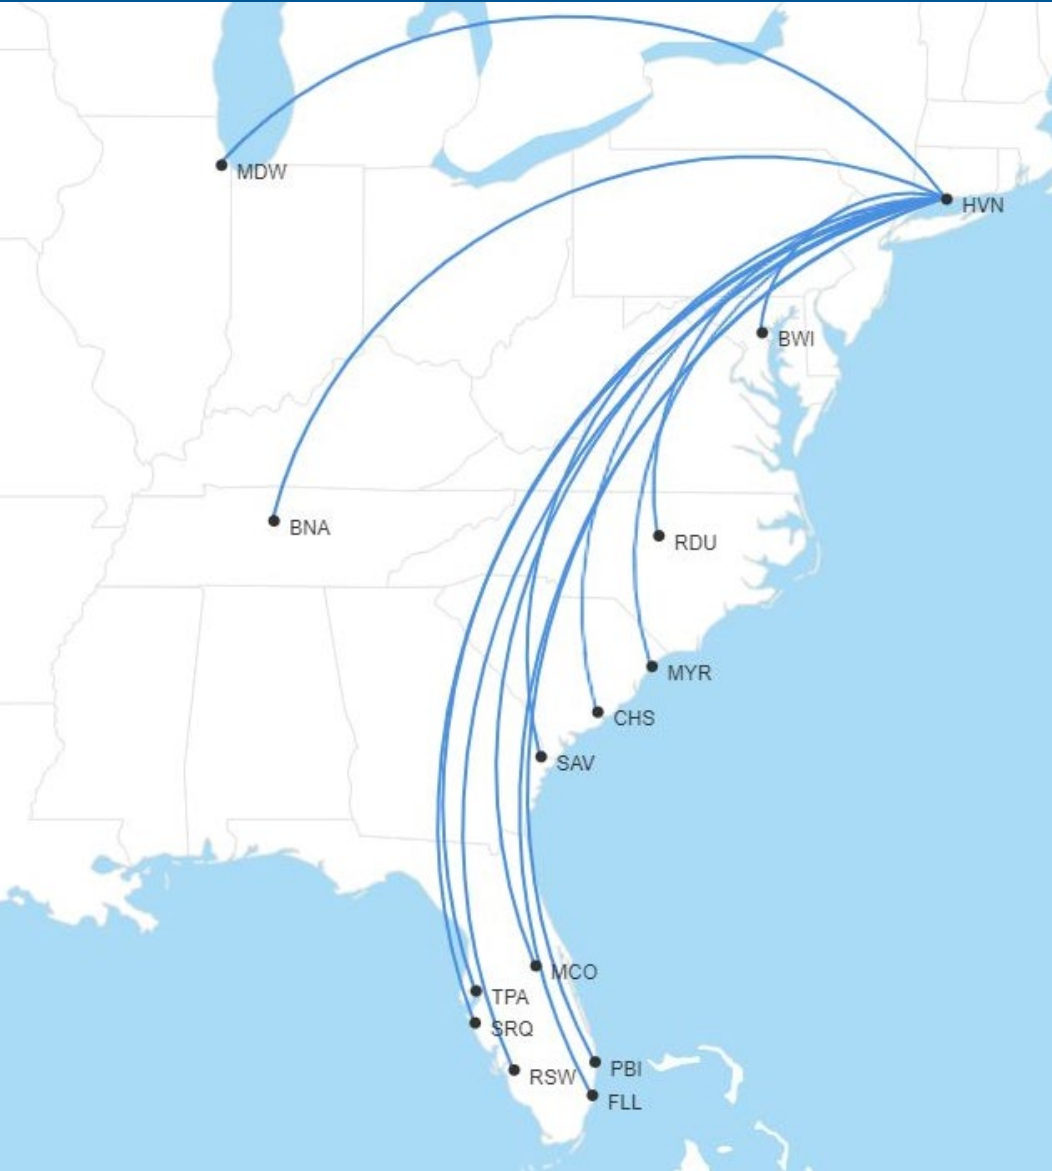 MDW
HVN
BWI
BNA
RDU
MYR
CHS
SAV
MCO
TPA
SRQ
PBI
RSW
FLL